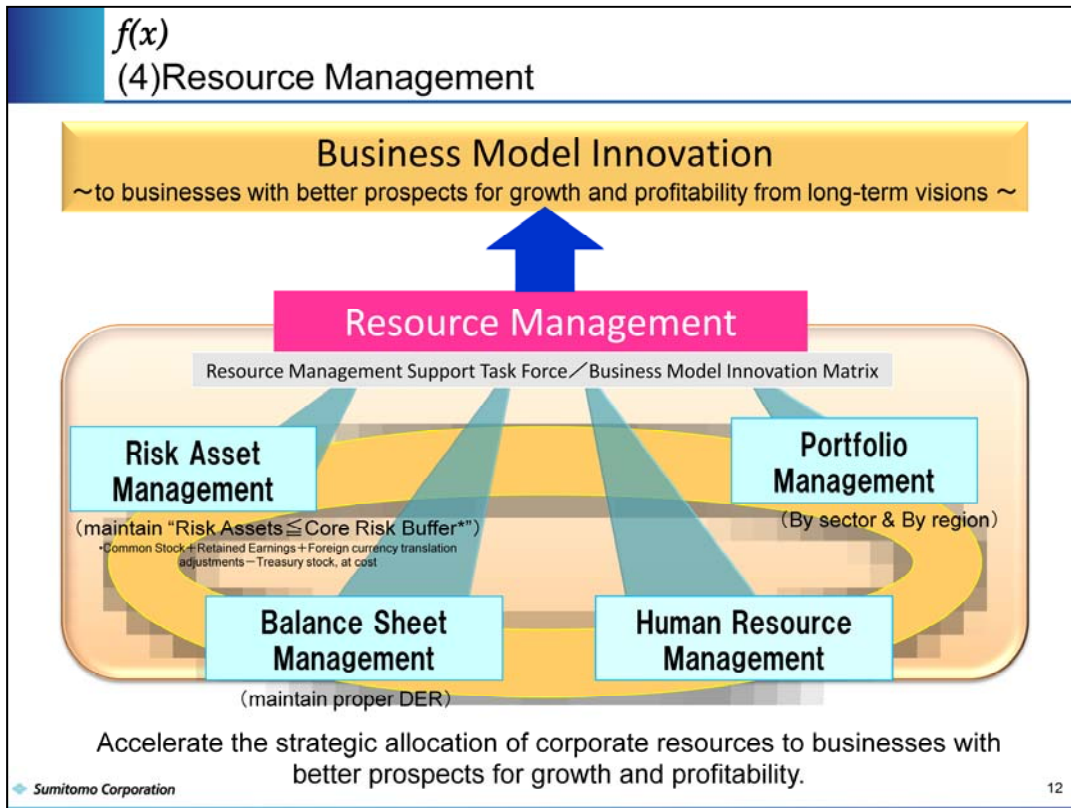 f(x)
(4)Resource Management
Business Model Innovation
～to businesses with better prospects for growth and profitability from long-term visions ～
Resource Management
Resource Management Support Task Force／Business Model Innovation Matrix
Risk Asset
Management
（maintain “Risk Assets≦Core Risk Buffer*”）
•Common Stock＋Retained Earnings＋Foreign currency translation
adjustments－Treasury stock, at cost
Portfolio
Management
（By sector & By region）
Balance Sheet
Management
（maintain proper DER）
Human Resource
Management
Accelerate the strategic allocation of corporate resources to businesses with
better prospects for growth and profitability.
Sumitomo Corporation
12